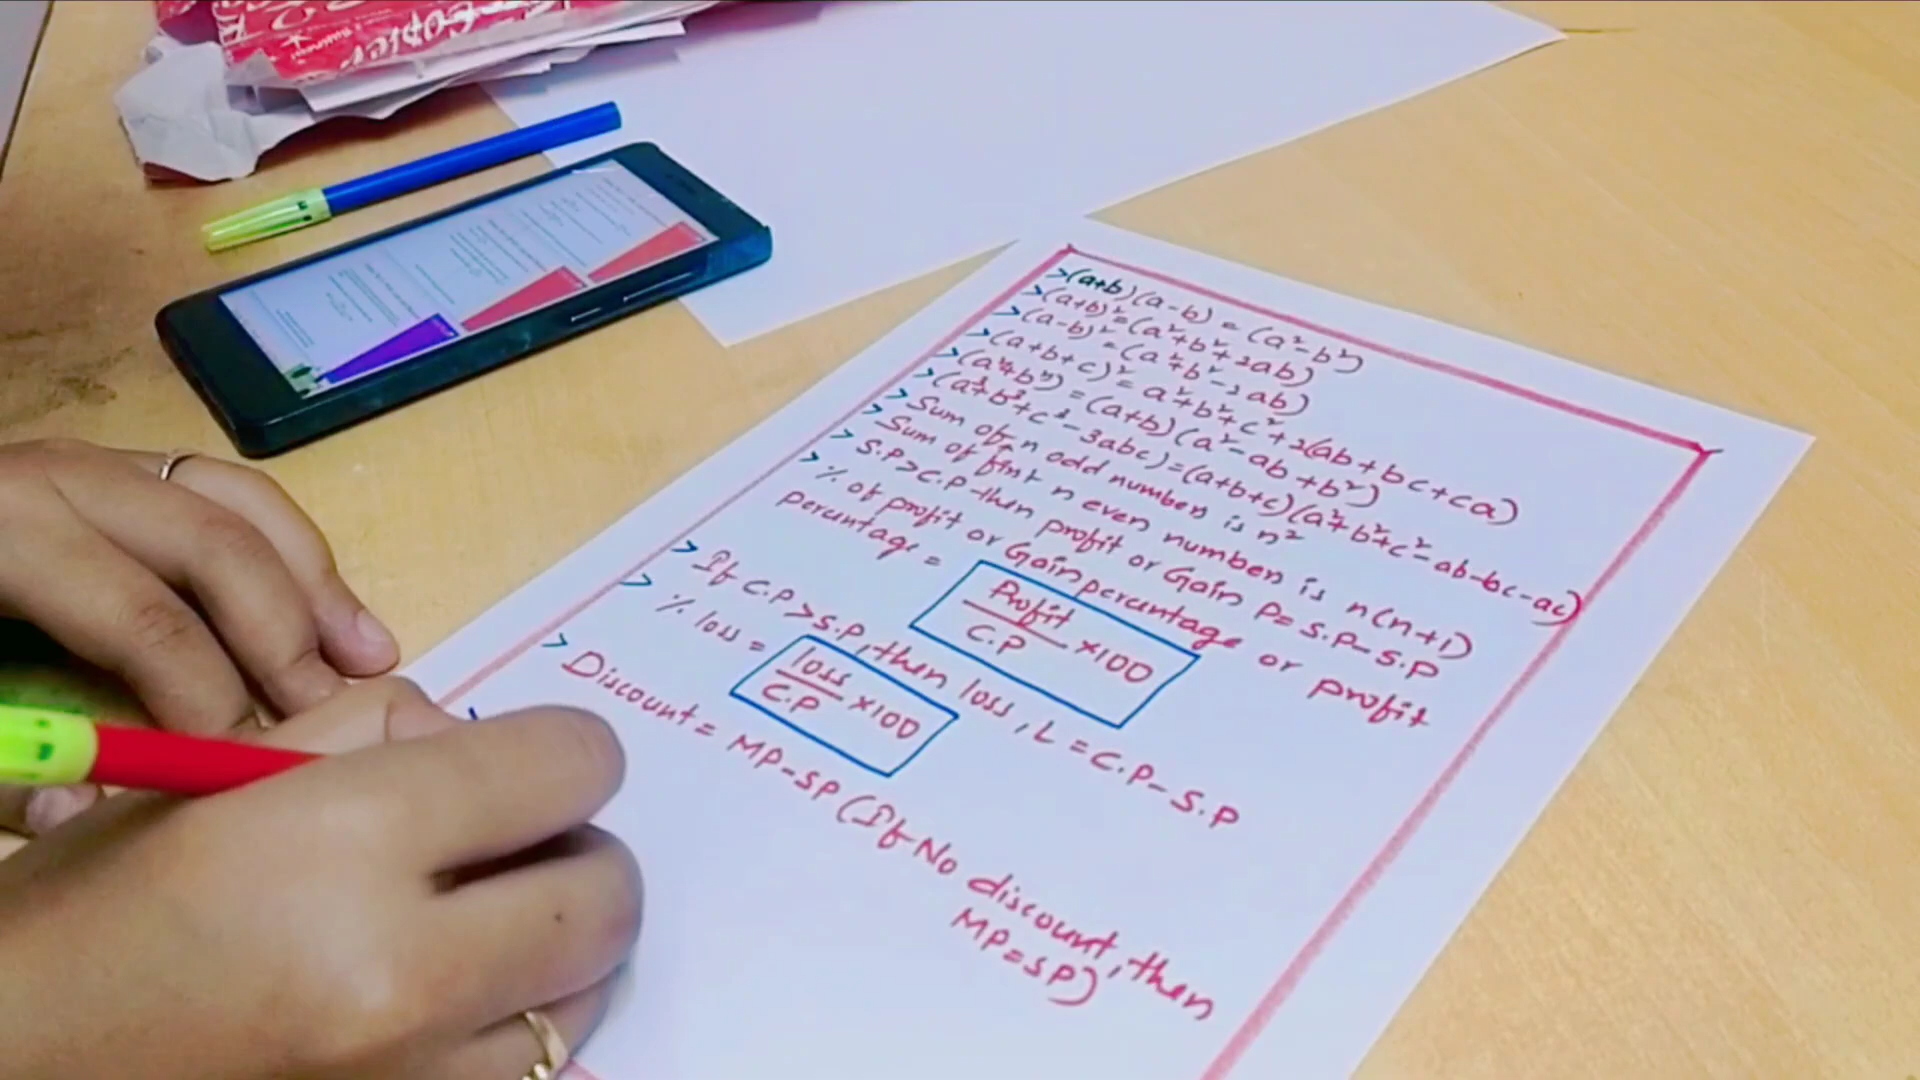 Copier
Business
>(a+b)(a-b) = (a²-b²)
>(a+b)² = (a²+b²+2ab)
>(a-b)² = (a²+b²-2ab)
>(a+b+c)² = a²+b²+c²+2(ab+bc+ca)
>(a³+b³) = (a+b)(a²-ab+b²)
>(a³+b³+c³-3abc)=(a+b+c)(a²+b²+c²-ab-bc-ac)
>Sum of n odd numbers is n²
>Sum of first n even numbers is n(n+1)
>S.P>C.P then profit or Gain P= S.P-S.P
>% of profit or Gain percentage or profit
percentage = Profit/C.P ×100
>If C.P>S.P, then loss, L = C.P-S.P
>% loss = loss/C.P ×100
>Discount = MP-SP (If No discount, then
MP=SP)